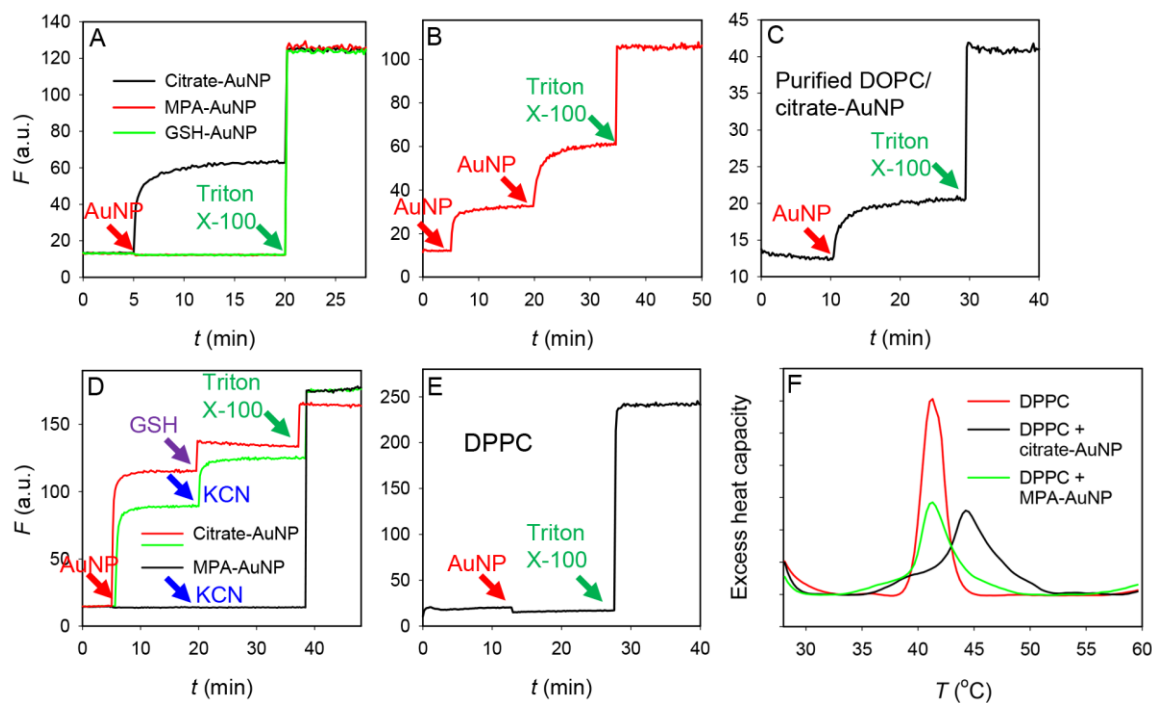 A
140
120
100
80
60
40
20
0
F (a.u.)
Citrate-AuNP
MPA-AuNP
GSH-AuNP
AuNP
Triton
X-100
0 5 10 15 20 25
t (min)
B
100
80
60
40
20
0
AuNP
AuNP
Triton
X-100
0 10 20 30 40 50
t (min)
C
45
40
35
30
25
20
15
10
Purified DOPC/
citrate-AuNP
Triton
X-100
AuNP
0 10 20 30 40
t (min)
D
150
100
50
0
F (a.u.)
Triton
X-100
GSH
KCN
Citrate-AuNP
MPA-AuNP
AuNP
KCN
0 10 20 30 40
t (min)
E
250
200
150
100
50
0
DPPC
AuNP
Triton
X-100
0 10 20 30 40
t (min)
F
Excess heat capacity
DPPC
DPPC +
citrate-AuNP
DPPC +
MPA-AuNP
30 35 40 45 50 55 60
T (°C)